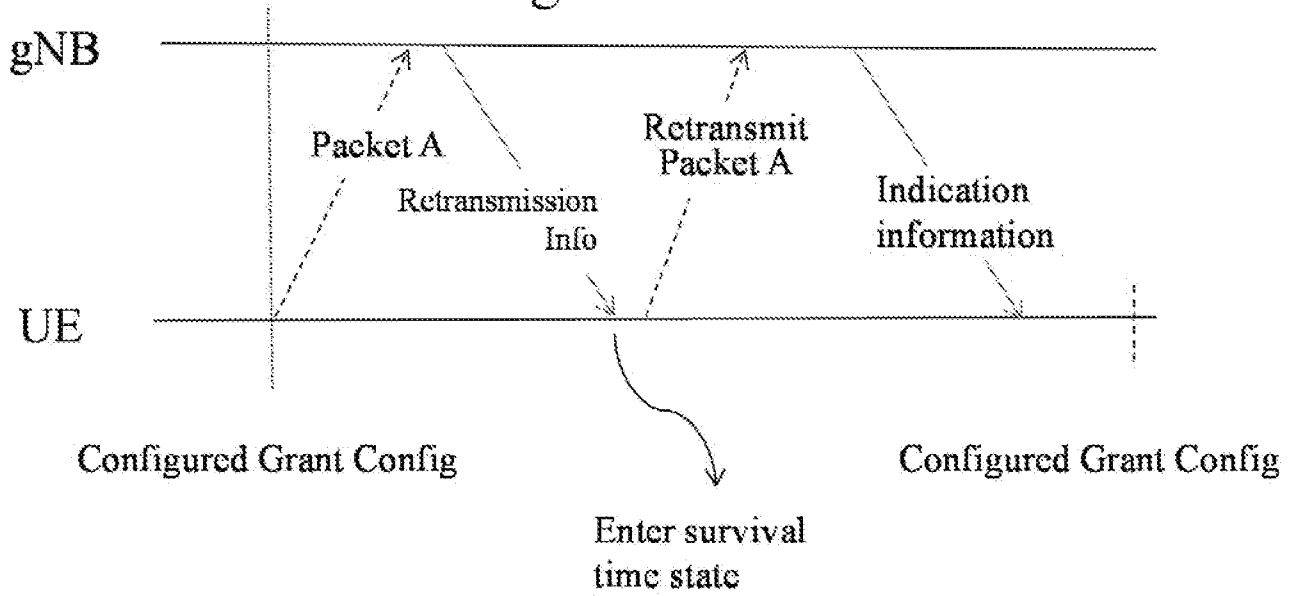 gNB
Packet A
Retransmission
Info
Retransmit
Packet A
Indication
information
UE
Configured Grant Config
Configured Grant Config
Enter survival
time state